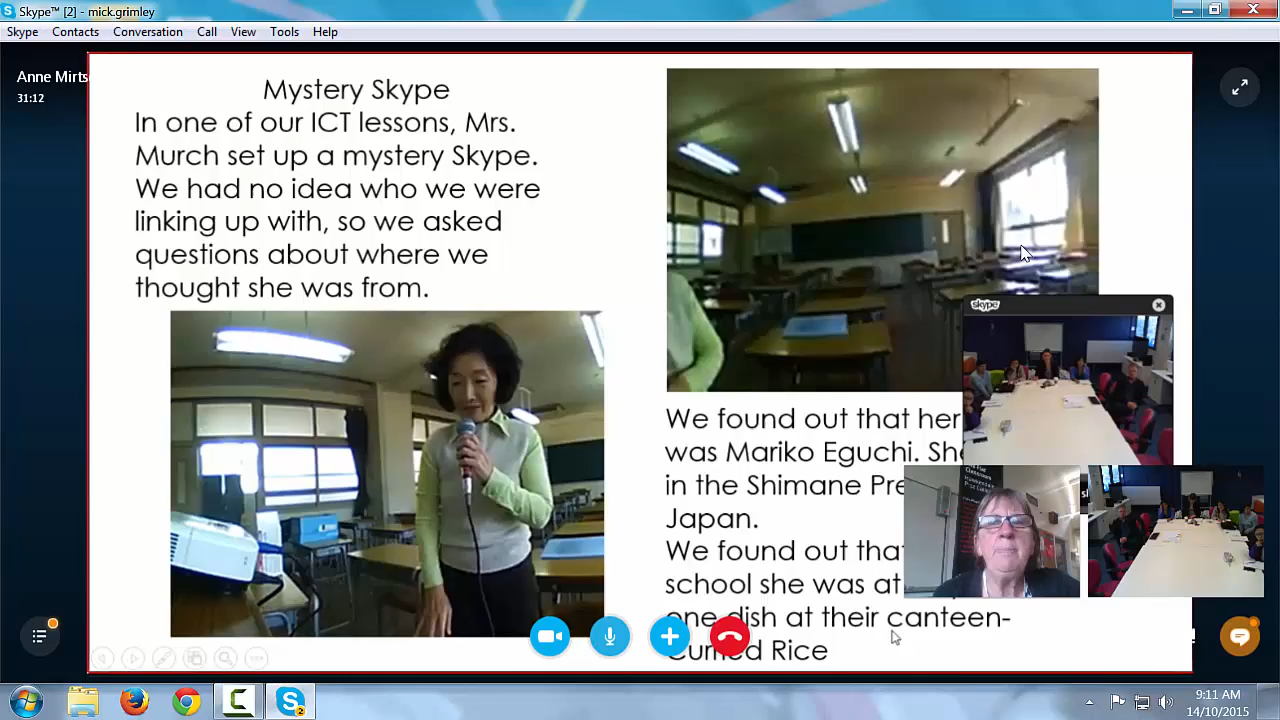 Skype™ [2] - mick.grimley
Skype Contacts Conversation Call View Tools Help
Anne Mirts
31:12
Mystery Skype
In one of our ICT lessons, Mrs.
Murch set up a mystery Skype.
We had no idea who we were
linking up with, so we asked
questions about where we
thought she was from.
skype
We found out that her
was Mariko Eguchi. She
in the Shimane Pre
Japan.
We found out that
school she was at
one dish at their canteen-
Curried Rice
9:11 AM
14/10/2015